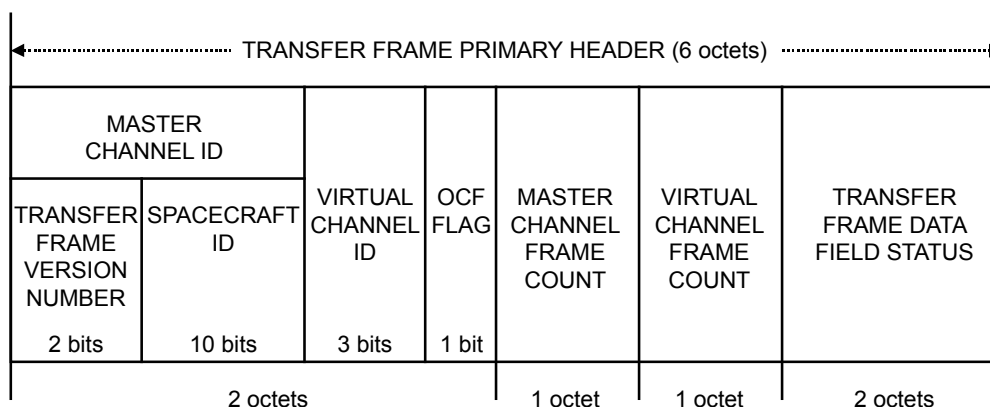 TRANSFER FRAME PRIMARY HEADER (6 octets)
MASTER
CHANNEL ID
TRANSFER
FRAME
VERSION
NUMBER
2 bits
SPACECRAFT
ID
10 bits
VIRTUAL
CHANNEL
ID
3 bits
OCF
FLAG
1 bit
MASTER
CHANNEL
FRAME
COUNT
VIRTUAL
CHANNEL
FRAME
COUNT
TRANSFER
FRAME DATA
FIELD STATUS
2 octets
1 octet
1 octet
2 octets